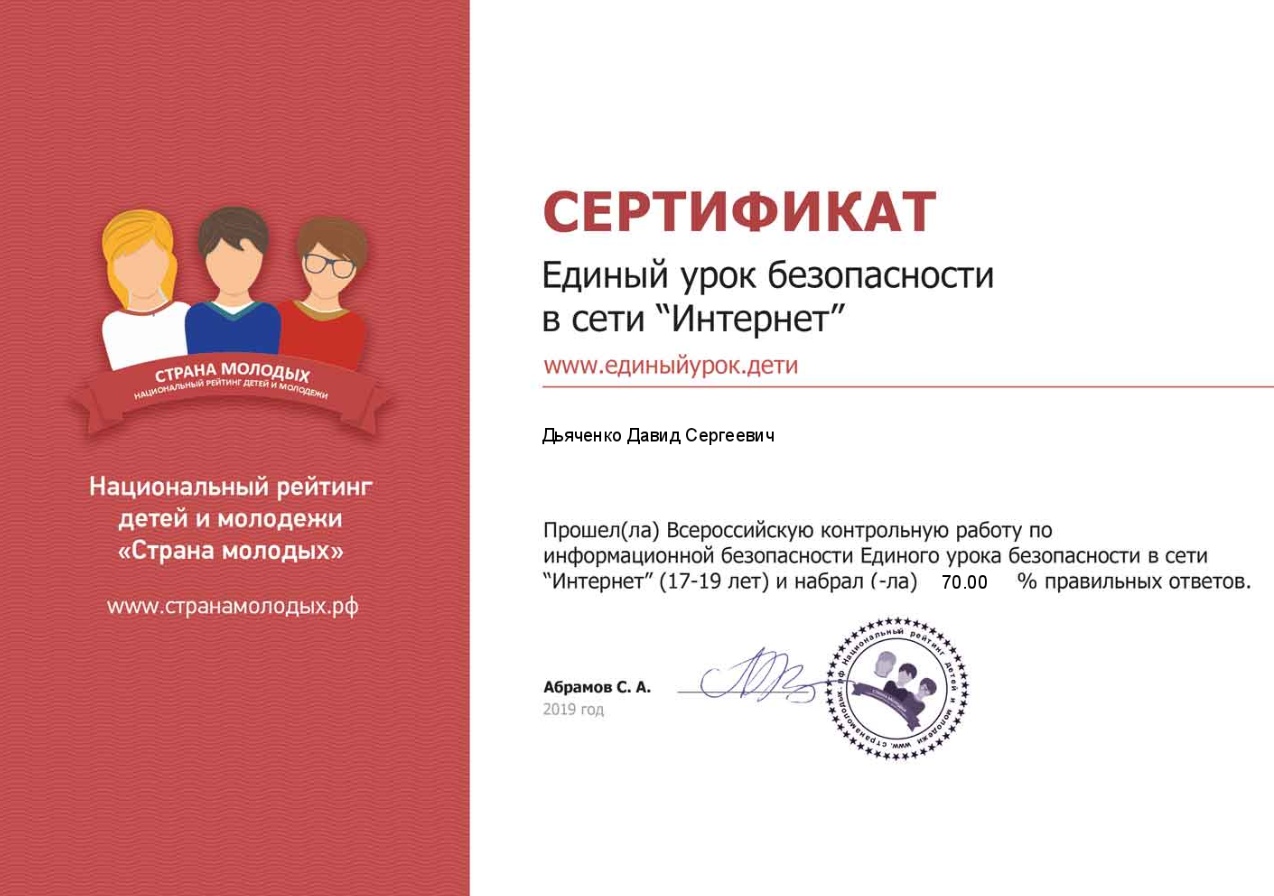 СТРАНА МОЛОДЫХ
НАЦИОНАЛЬНЫЙ РЕЙТИНГ ДЕТЕЙ И МОЛОДЕЖИ
Национальный рейтинг
детей и молодежи
«Страна молодых»
www.странамолодых.рф
СЕРТИФИКАТ
Единый урок безопасности
в сети “Интернет”
www.единыйурок.дети
Дьяченко Давид Сергеевич
Прошел(ла) Всероссийскую контрольную работу по
информационной безопасности Единого урока безопасности в сети
“Интернет” (17-19 лет) и набрал (-ла) 70.00 % правильных ответов.
Абрамов С. А.
2019 год
Национальный рейтинг детей и молодежи
www.странамолодых.рф
СТРАНА МОЛОДЫХ